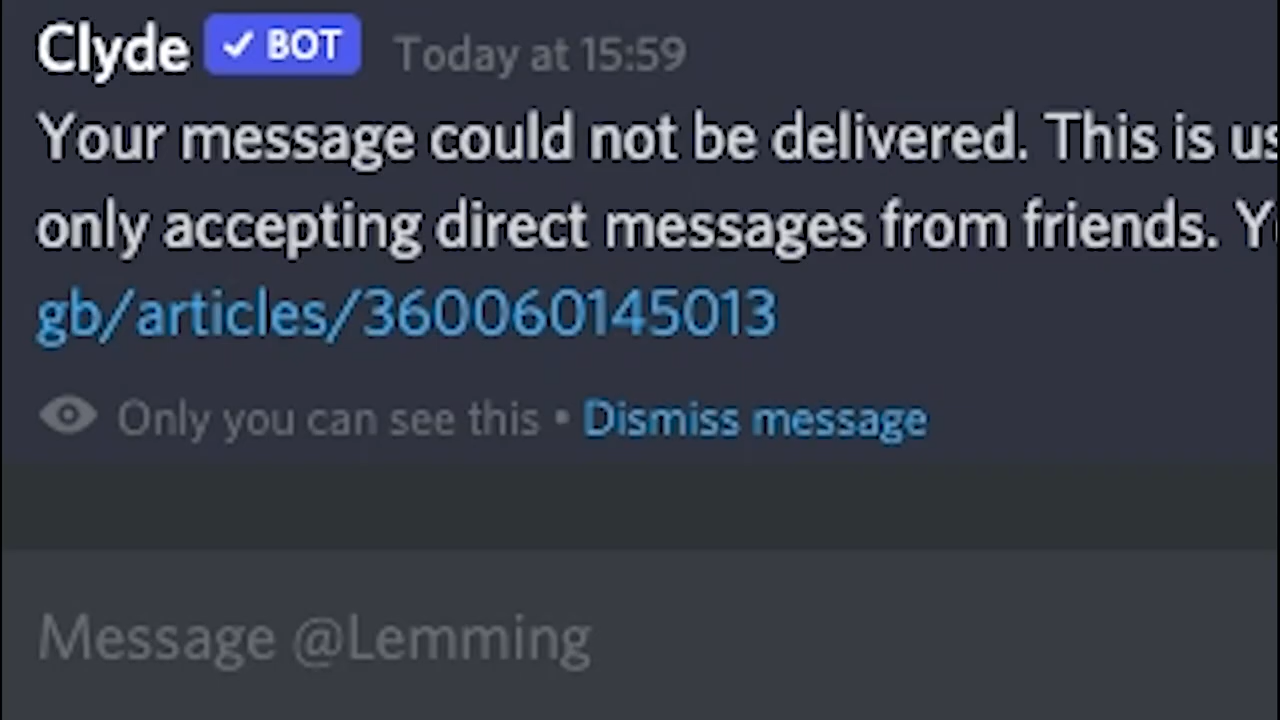 Clyde ✓ BOT Today at 15:59
Your message could not be delivered. This is us
only accepting direct messages from friends. Y
gb/articles/360060145013
Only you can see this • Dismiss message
Message @Lemming